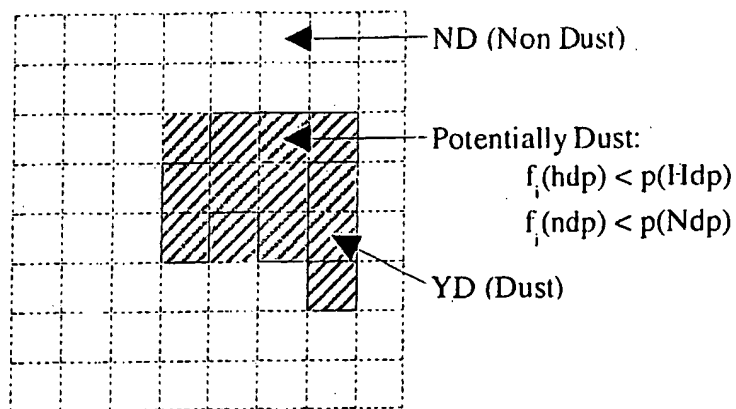 ND (Non Dust)
Potentially Dust:
f_i(hdp) < p(Hdp)
f_i(ndp) < p(Ndp)
YD (Dust)